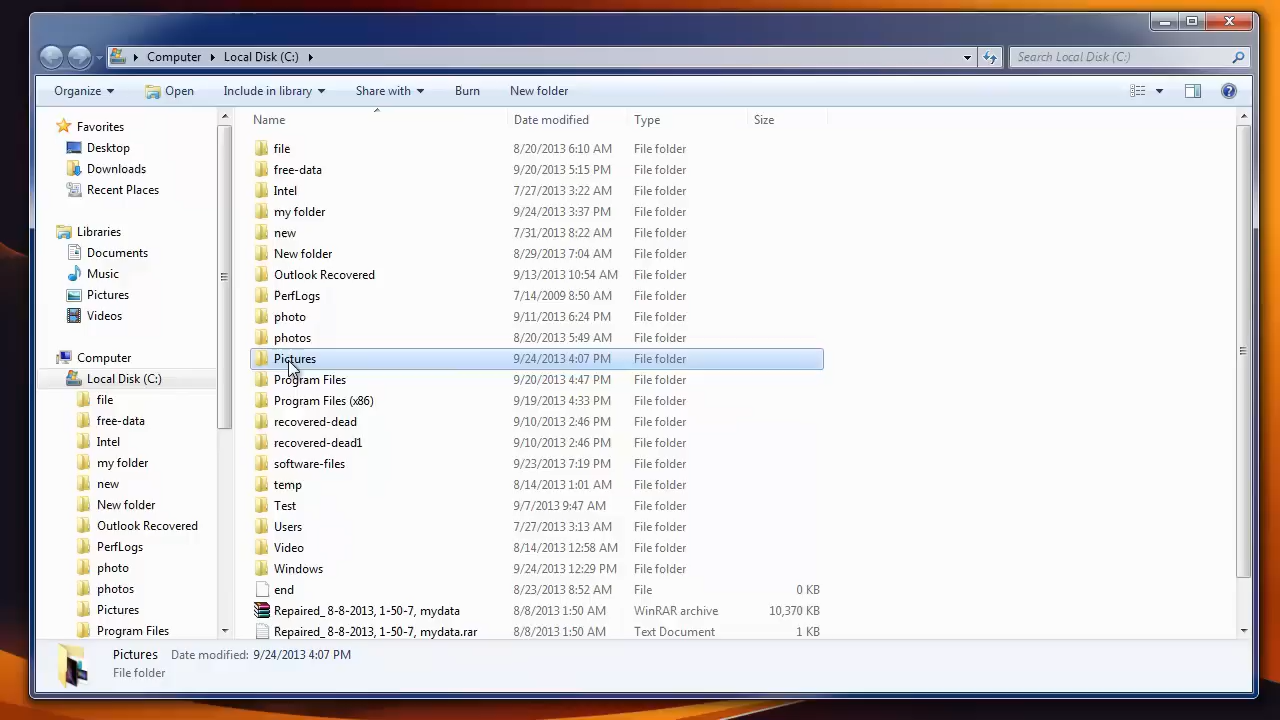 Computer Local Disk (C:)
Search Local Disk (C:)
Organize Open Include in library Share with Burn New folder
Name Date modified Type Size
Favorites
Desktop
Downloads
Recent Places
Libraries
Documents
Music
Pictures
Videos
Computer
Local Disk (C:)
file
free-data
Intel
my folder
new
New folder
Outlook Recovered
PerfLogs
photo
photos
Pictures
Program Files
file 8/20/2013 6:10 AM File folder
free-data 9/20/2013 5:15 PM File folder
Intel 7/27/2013 3:22 AM File folder
my folder 9/24/2013 3:37 PM File folder
new 7/31/2013 8:22 AM File folder
New folder 8/29/2013 7:04 AM File folder
Outlook Recovered 9/13/2013 10:54 AM File folder
PerfLogs 7/14/2009 8:50 AM File folder
photo 9/11/2013 6:24 PM File folder
photos 8/20/2013 5:49 AM File folder
Pictures 9/24/2013 4:07 PM File folder
Program Files 9/20/2013 4:47 PM File folder
Program Files (x86) 9/19/2013 4:33 PM File folder
recovered-dead 9/10/2013 2:46 PM File folder
recovered-dead1 9/10/2013 2:46 PM File folder
software-files 9/23/2013 7:19 PM File folder
temp 8/14/2013 1:01 AM File folder
Test 9/7/2013 9:47 AM File folder
Users 7/27/2013 3:13 AM File folder
Video 8/14/2013 12:58 AM File folder
Windows 9/24/2013 12:29 PM File folder
end 8/23/2013 8:52 AM File 0 KB
Repaired_ 8-8-2013, 1-50-7, mydata 8/8/2013 1:50 AM WinRAR archive 10,370 KB
Repaired_ 8-8-2013, 1-50-7, mydata.rar 8/8/2013 1:50 AM Text Document 1 KB
Pictures Date modified: 9/24/2013 4:07 PM
File folder